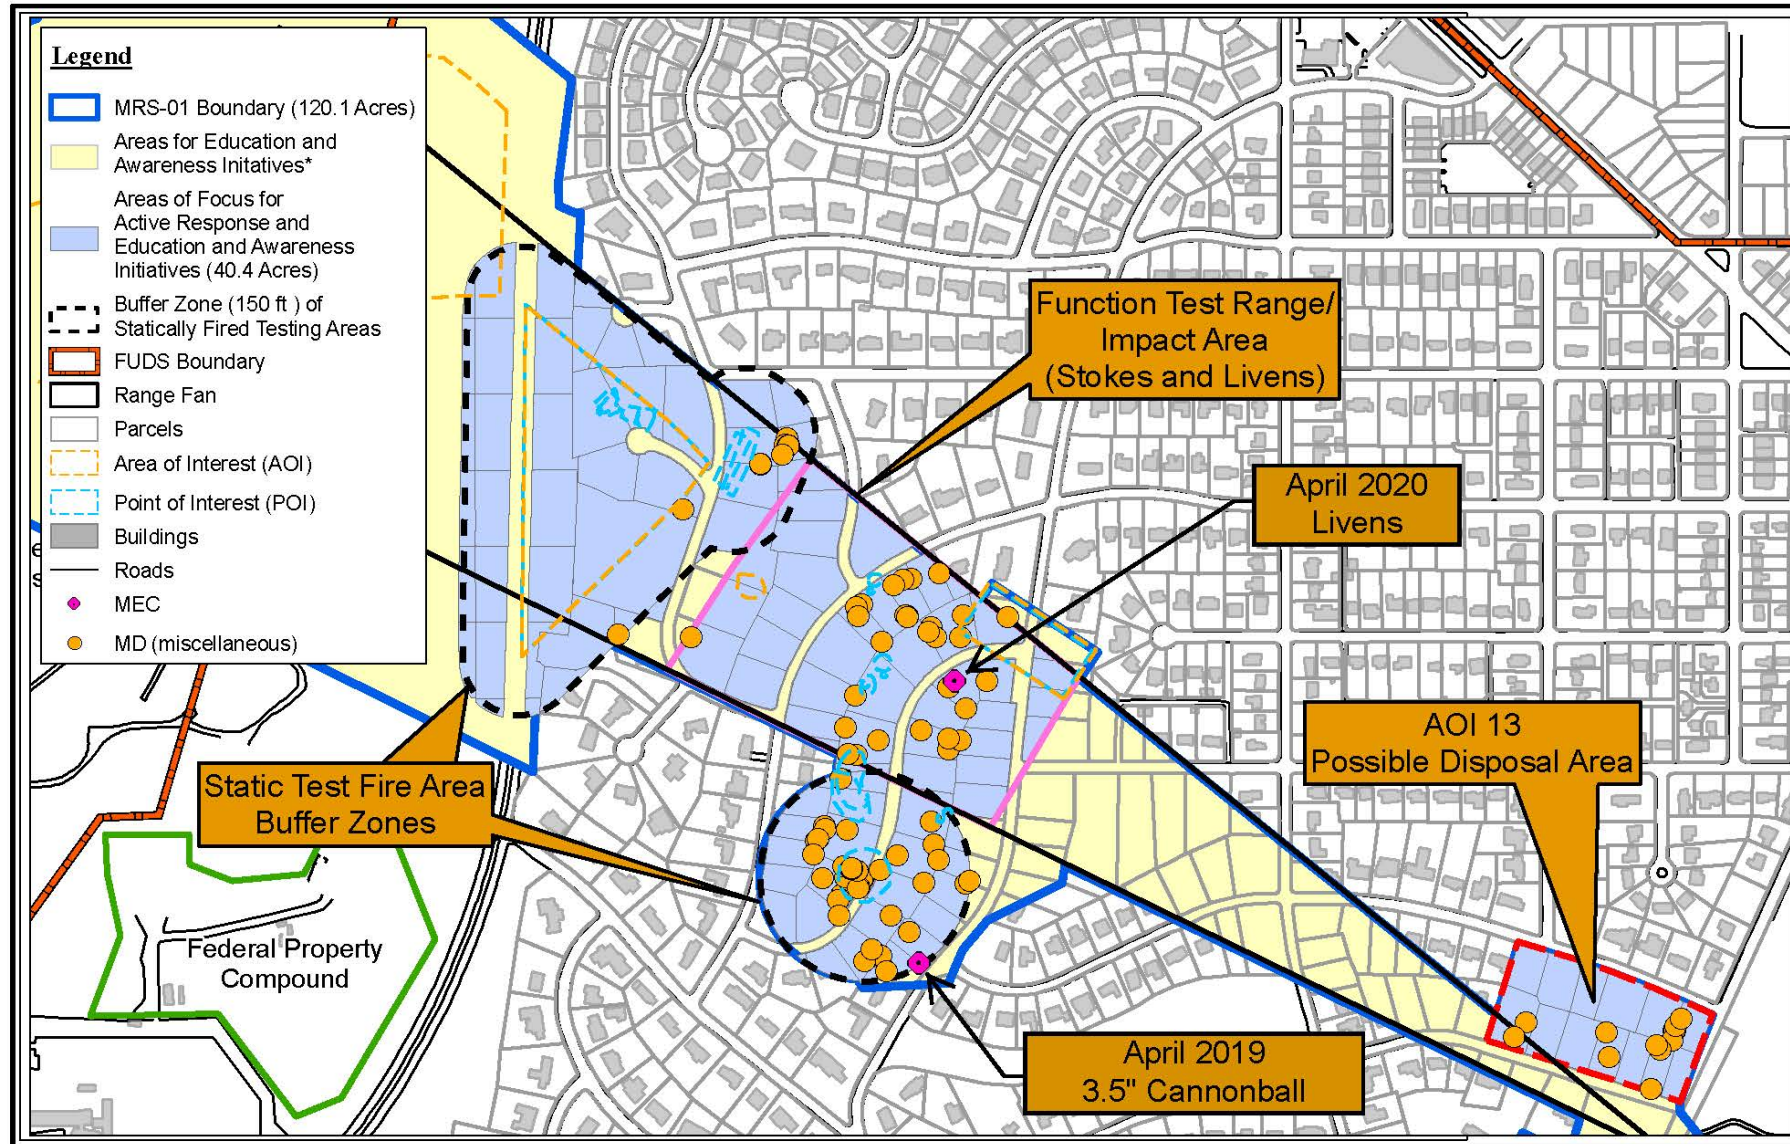 Legend
MRS-01 Boundary (120.1 Acres)
Areas for Education and
Awareness Initatives*
Areas of Focus for
Active Response and
Education and Awareness
Initiatives (40.4 Acres)
Buffer Zone (150 ft ) of
Statically Fired Testing Areas
FUDS Boundary
Range Fan
Parcels
Area of Interest (AOI)
Point of Interest (POI)
Buildings
Roads
MEC
MD (miscellaneous)
Function Test Range/
Impact Area
(Stokes and Livens)
April 2020
Livens
AOI 13
Possible Disposal Area
Static Test Fire Area
Buffer Zones
Federal Property
Compound
April 2019
3.5" Cannonball